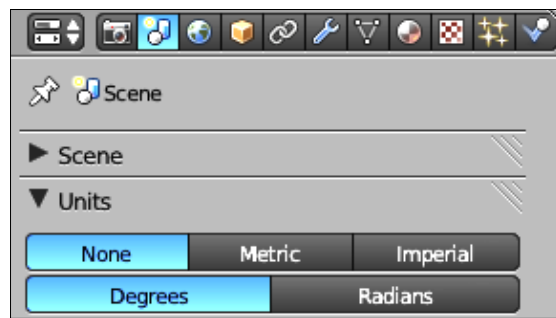 Scene
Scene
Units
None Metric Imperial
Degrees Radians